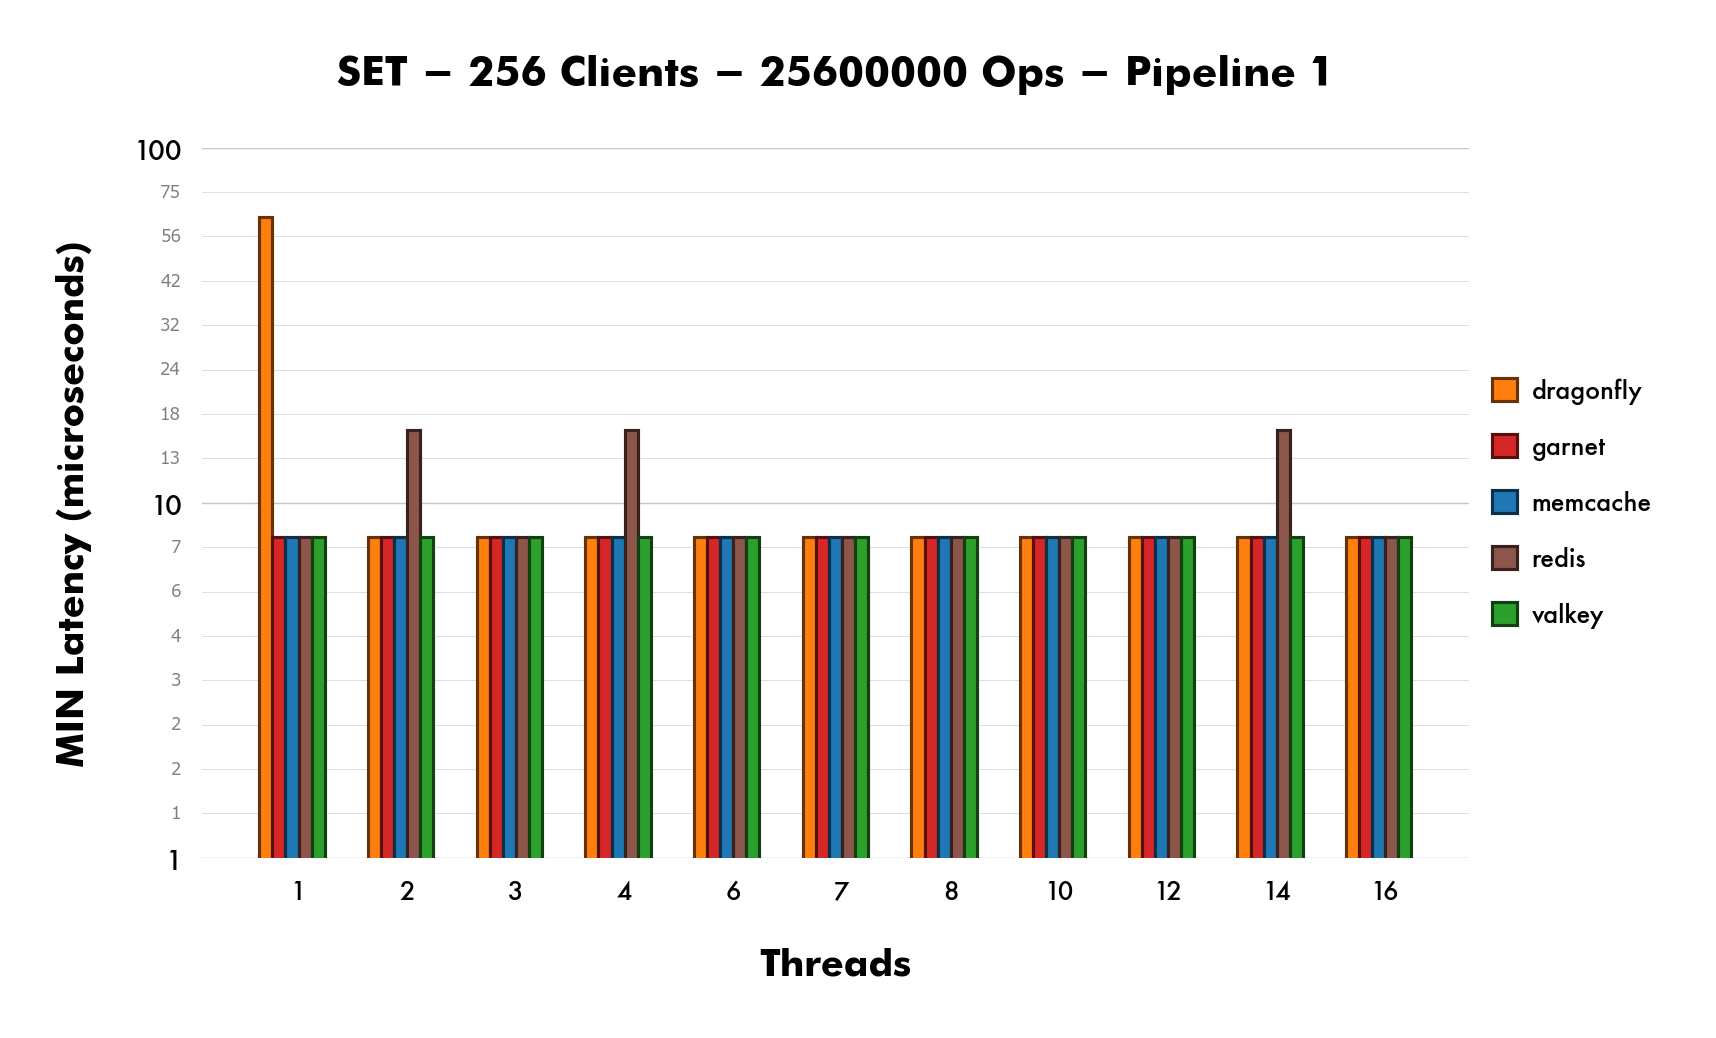 SET – 256 Clients – 25600000 Ops – Pipeline 1
MIN Latency (microseconds)
100
75
56
42
32
24
18
13
10
7
6
4
3
2
2
1
1
1 2 3 4 6 7 8 10 12 14 16
Threads
dragonfly
garnet
memcache
redis
valkey